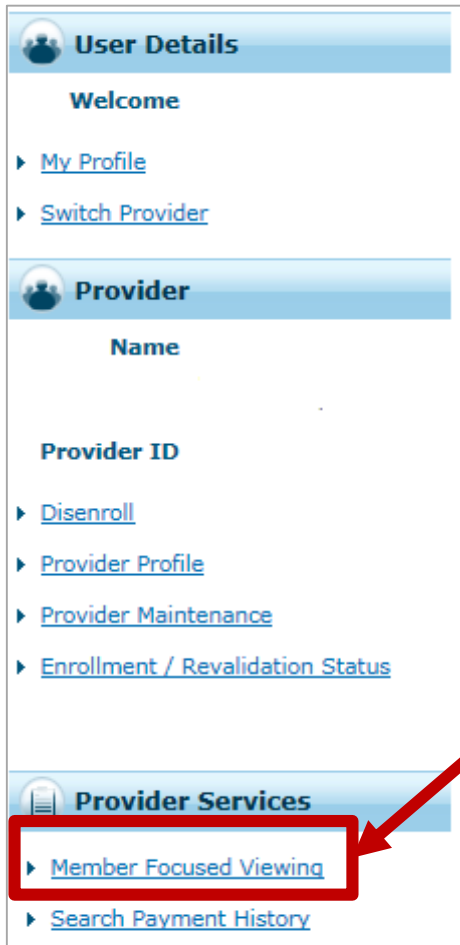 User Details
Welcome
My Profile
Switch Provider
Provider
Name
Provider ID
Disenroll
Provider Profile
Provider Maintenance
Enrollment / Revalidation Status
Provider Services
Member Focused Viewing
Search Payment History